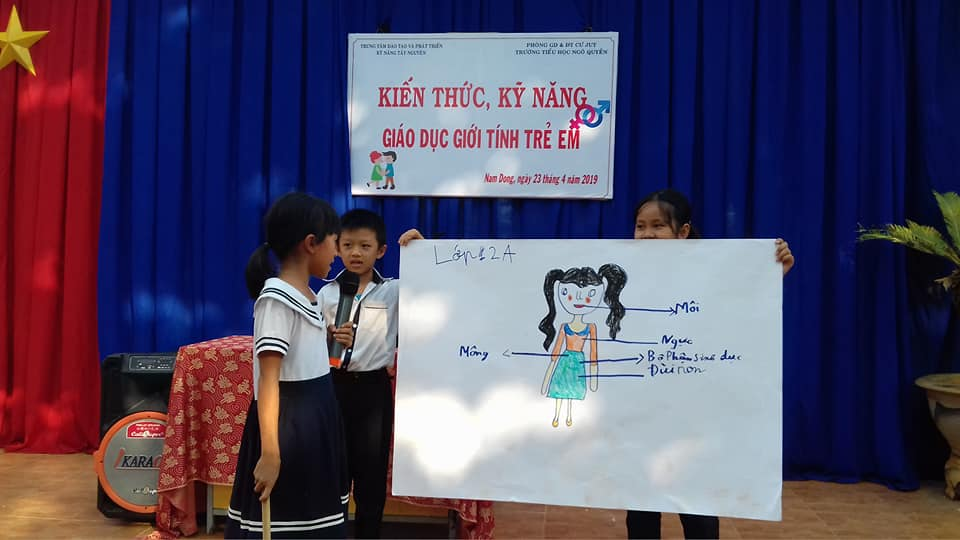 TRUNG TÂM ĐÀO TẠO VÀ PHÁT TRIỂN
KỸ NĂNG TÂY NGUYÊN
PHÒNG GD & ĐT CƯ JUT
TRƯỜNG TIỂU HỌC NGÔ QUYỀN
KIẾN THỨC, KỸ NĂNG
GIÁO DỤC GIỚI TÍNH TRẺ EM
Nam Dong, ngày 23 tháng 4 năm 2019
Lớp 2A
Môi
Ngực
Mông
Bộ phận sinh dục
Đùi non
KARA